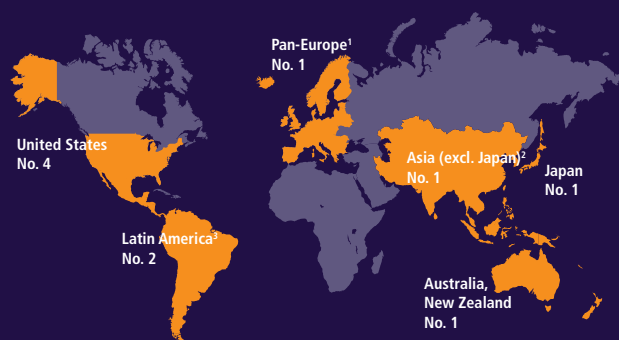 Pan-Europe¹
No. 1
United States
No. 4
Asia (excl. Japan)²
No. 1
Japan
No. 1
Latin America³
No. 2
Australia,
New Zealand
No. 1